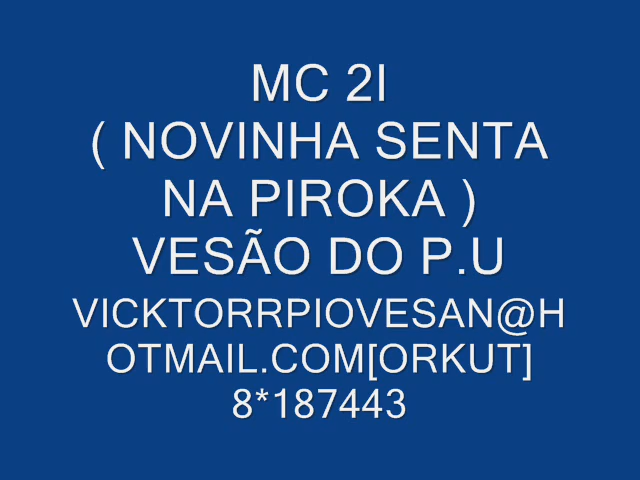 MC 2I
( NOVINHA SENTA
NA PIROKA )
VESÃO DO P.U
VICKTORRPIOVESAN@H
OTMAIL.COM[ORKUT]
8*187443